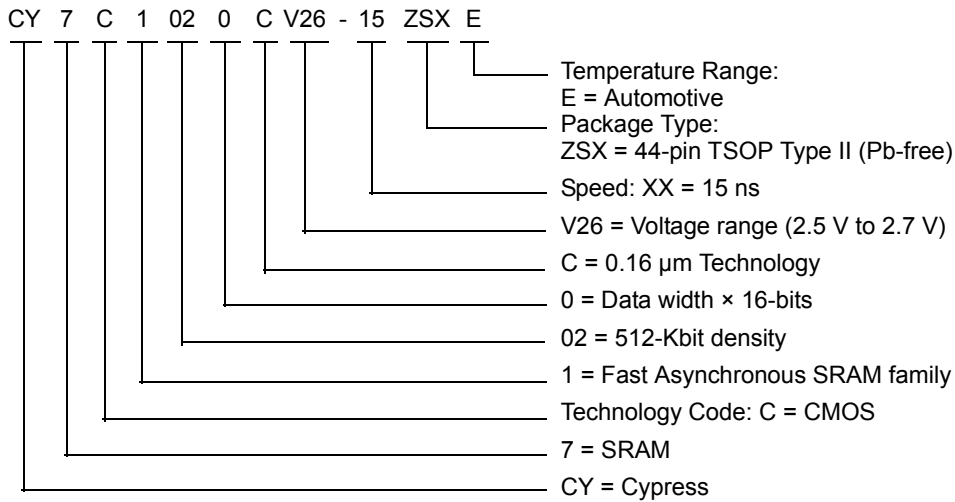 CY 7 C 1 02 0 C V26 - 15 ZSX E
Temperature Range:
E = Automotive
Package Type:
ZSX = 44-pin TSOP Type II (Pb-free)
Speed: XX = 15 ns
V26 = Voltage range (2.5 V to 2.7 V)
C = 0.16 µm Technology
0 = Data width × 16-bits
02 = 512-Kbit density
1 = Fast Asynchronous SRAM family
Technology Code: C = CMOS
7 = SRAM
CY = Cypress